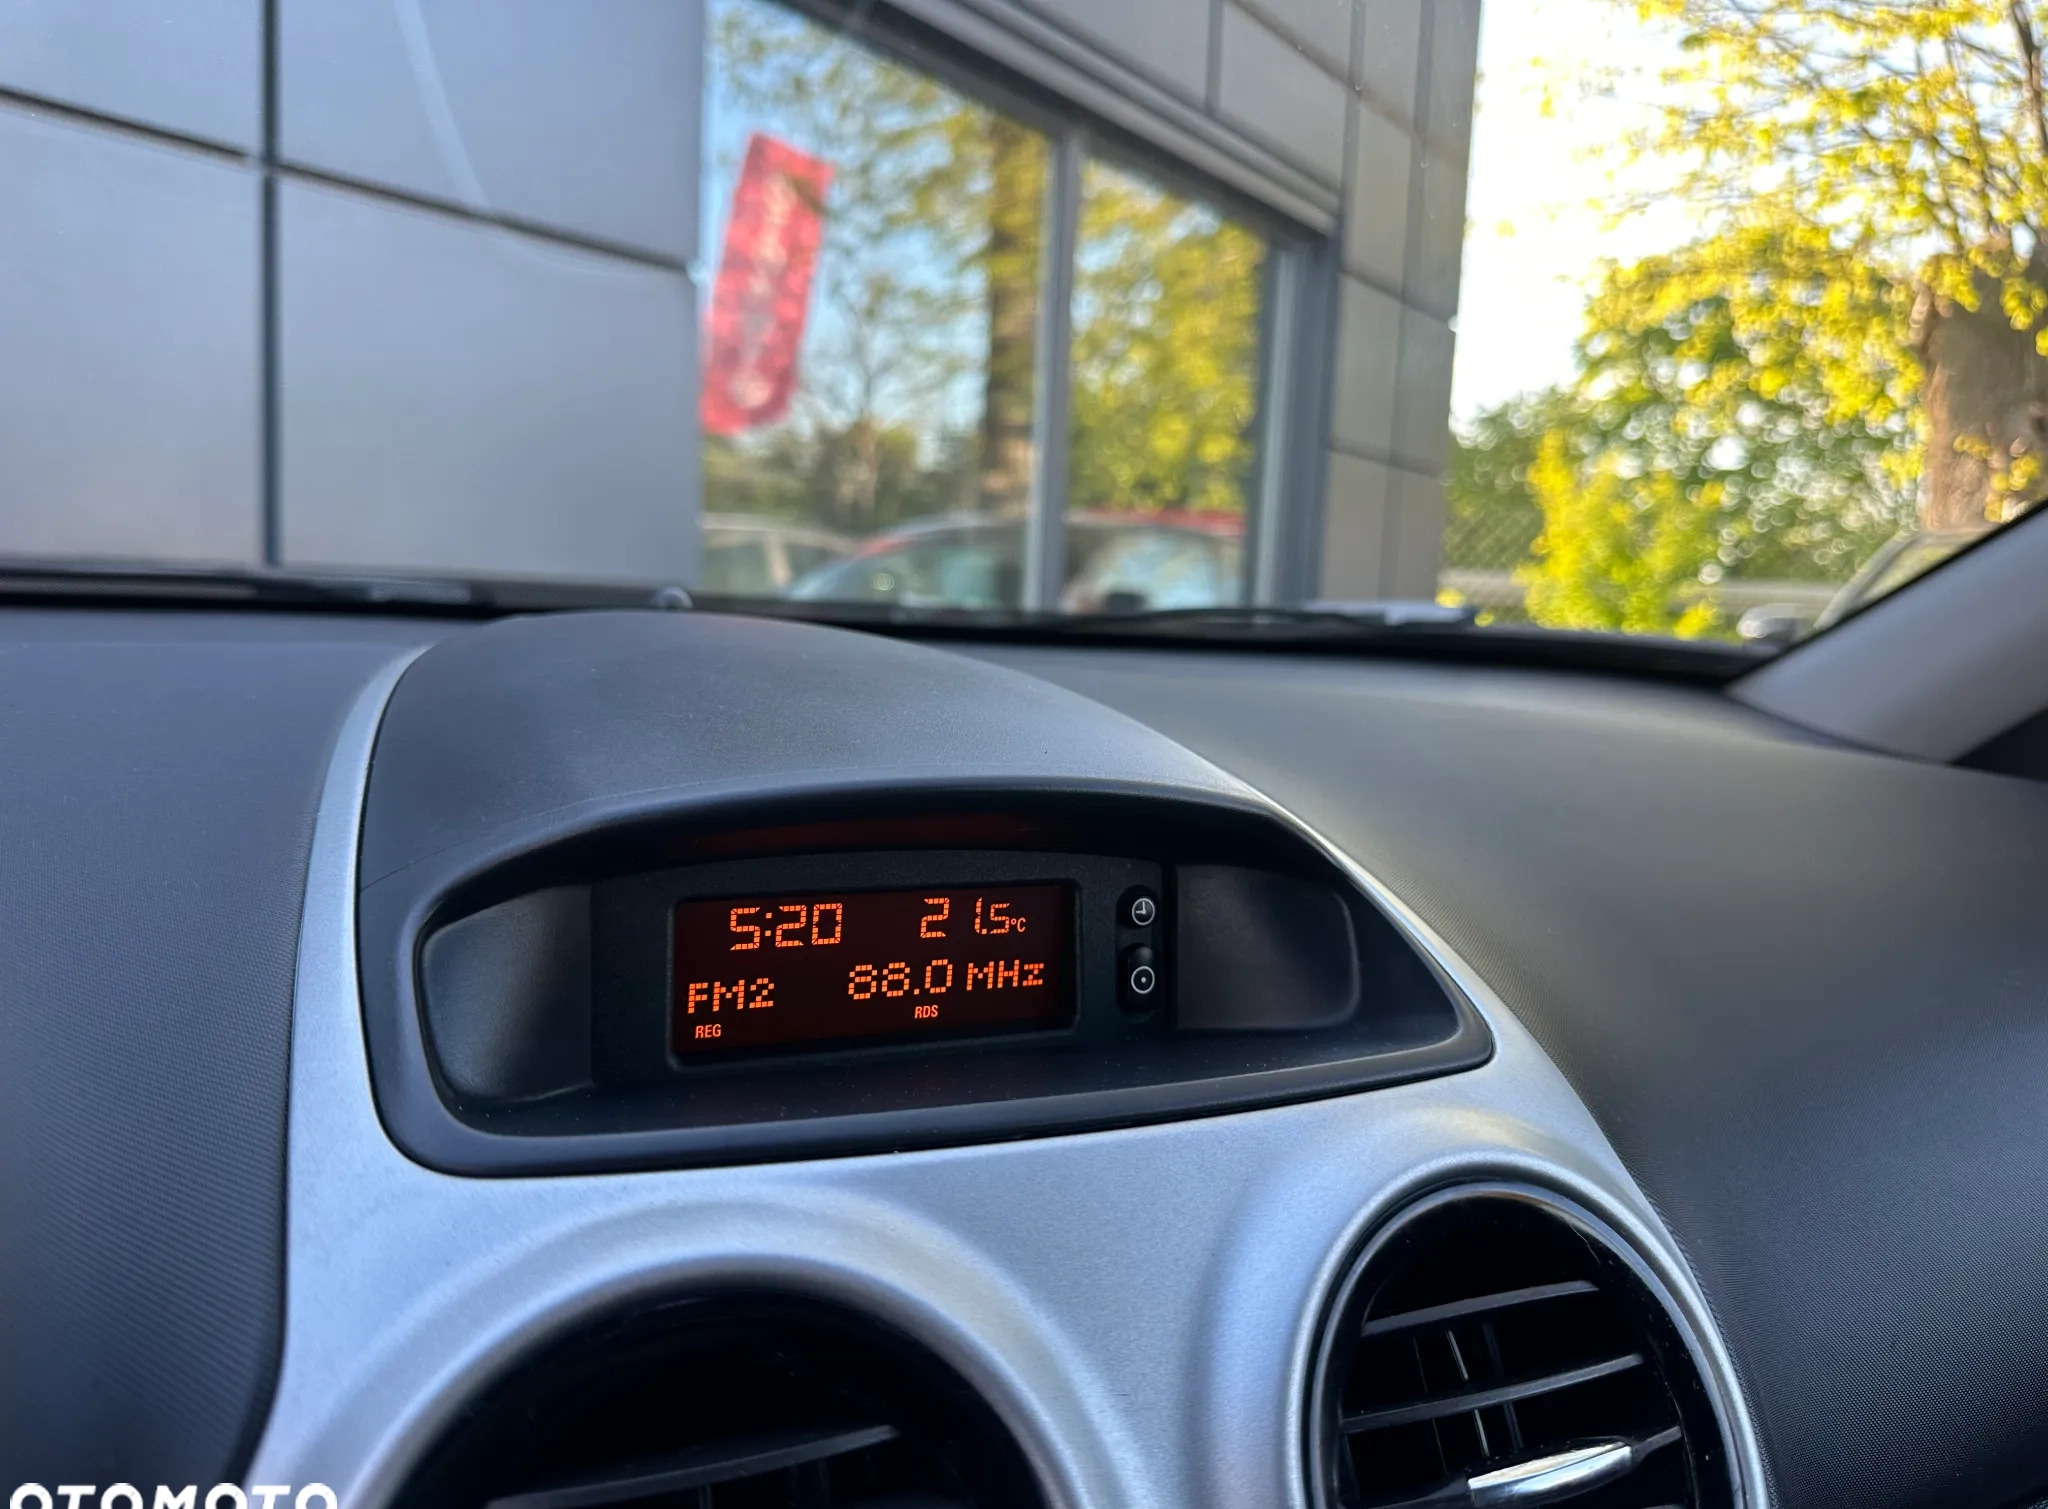 5:20 21.5°C
FM2 88.0 MHz
REG RDS
OTOMOTO